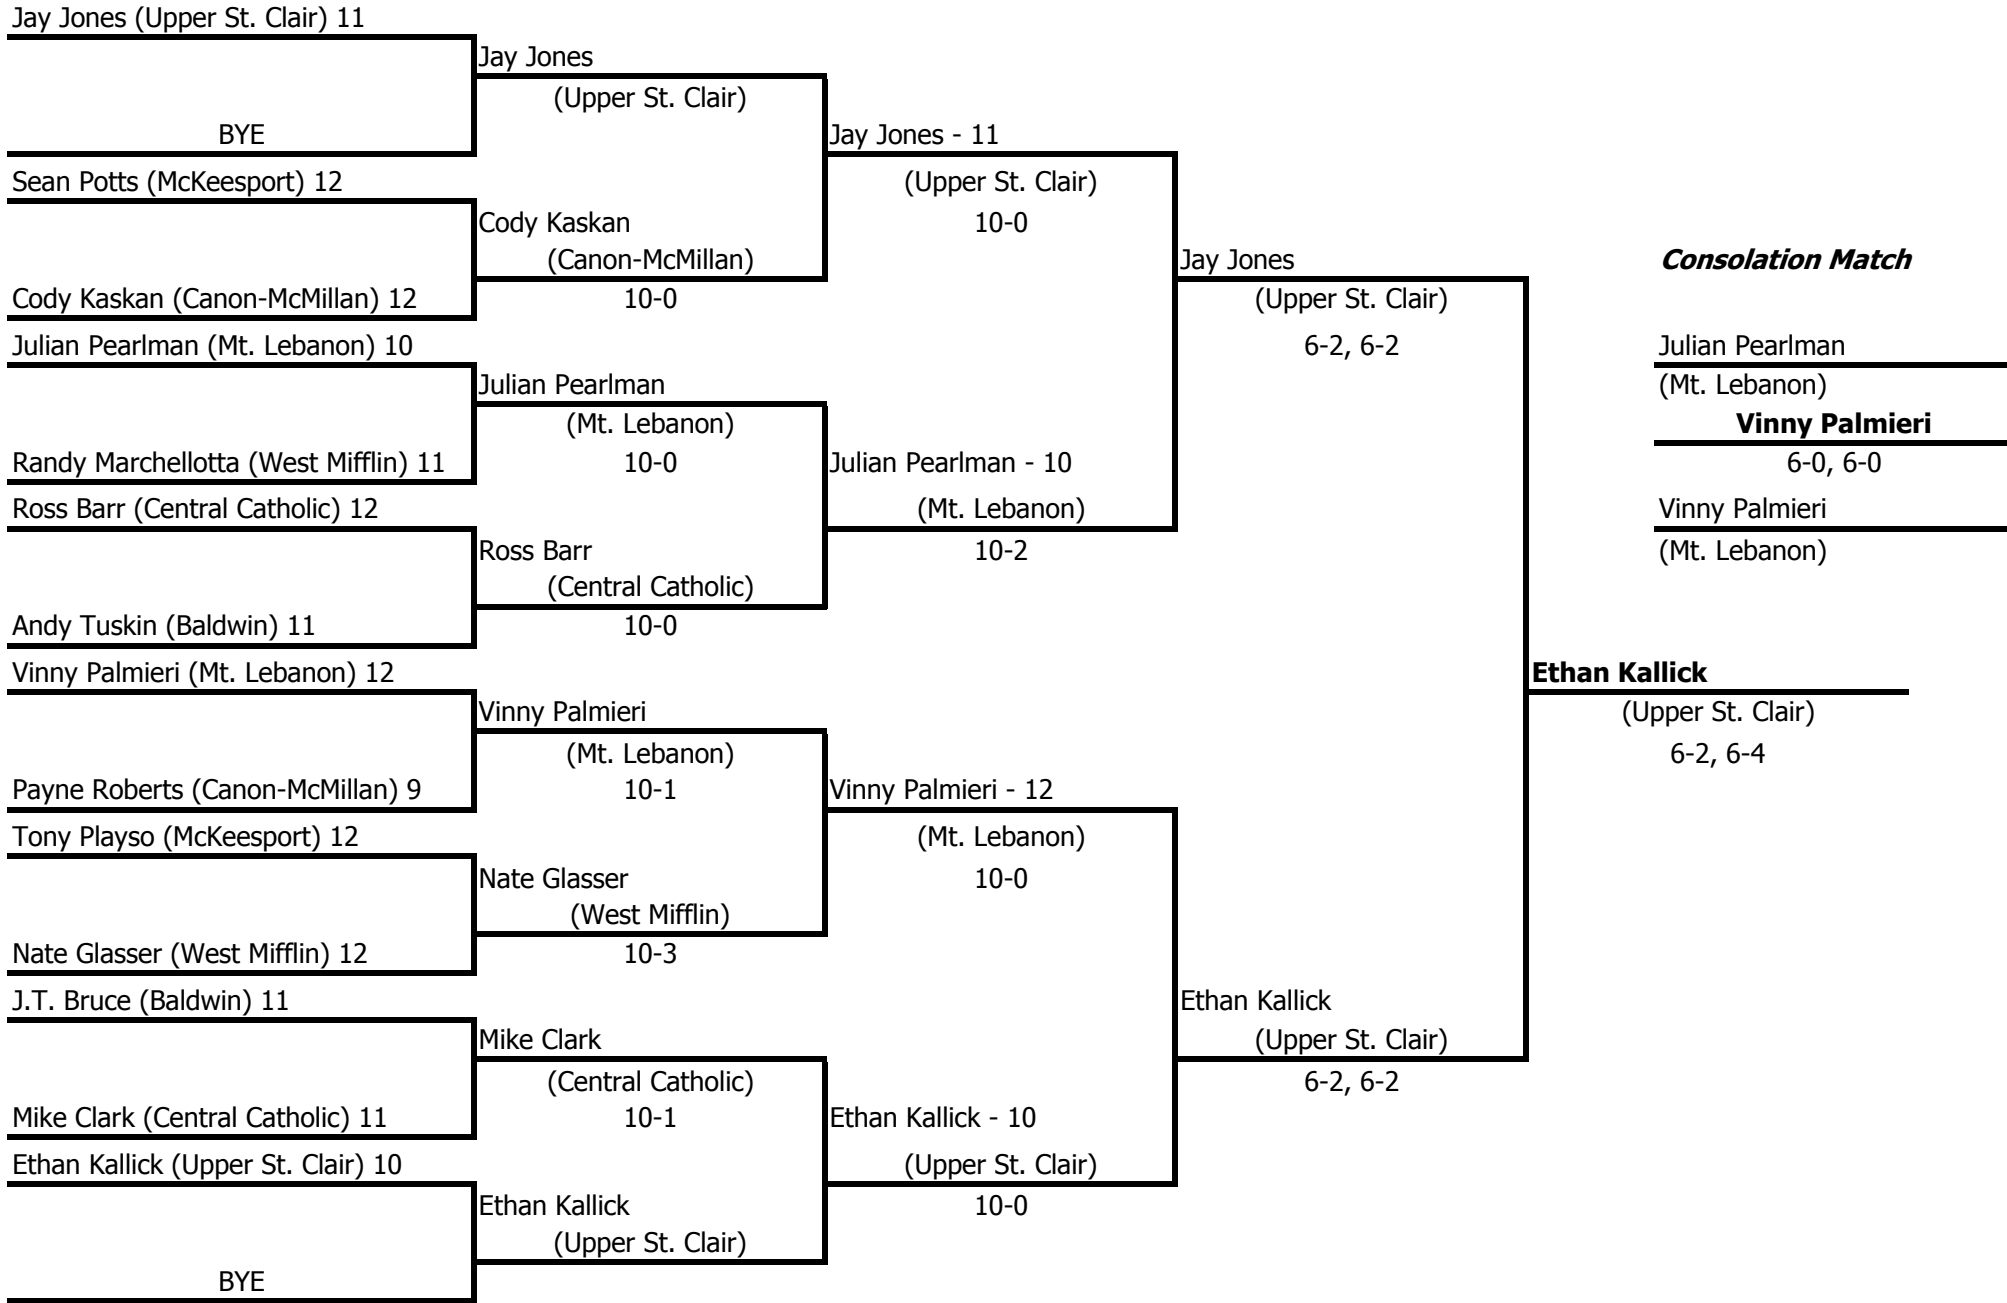 Jay Jones (Upper St. Clair) 11
BYE
Sean Potts (McKeesport) 12
Cody Kaskan (Canon-McMillan) 12
Julian Pearlman (Mt. Lebanon) 10
Randy Marchellotta (West Mifflin) 11
Ross Barr (Central Catholic) 12
Andy Tuskin (Baldwin) 11
Vinny Palmieri (Mt. Lebanon) 12
Payne Roberts (Canon-McMillan) 9
Tony Playso (McKeesport) 12
Nate Glasser (West Mifflin) 12
J.T. Bruce (Baldwin) 11
Mike Clark (Central Catholic) 11
Ethan Kallick (Upper St. Clair) 10
BYE
Jay Jones
(Upper St. Clair)
Cody Kaskan
(Canon-McMillan)
10-0
Julian Pearlman
(Mt. Lebanon)
10-0
Ross Barr
(Central Catholic)
10-0
Vinny Palmieri
(Mt. Lebanon)
10-1
Nate Glasser
(West Mifflin)
10-3
Mike Clark
(Central Catholic)
10-1
Ethan Kallick
(Upper St. Clair)
Jay Jones - 11
(Upper St. Clair)
10-0
Julian Pearlman - 10
(Mt. Lebanon)
10-2
Vinny Palmieri - 12
(Mt. Lebanon)
10-0
Ethan Kallick - 10
(Upper St. Clair)
10-0
Jay Jones
(Upper St. Clair)
6-2, 6-2
Ethan Kallick
(Upper St. Clair)
6-2, 6-2
Ethan Kallick
(Upper St. Clair)
6-2, 6-4
Consolation Match
Julian Pearlman
(Mt. Lebanon)
Vinny Palmieri
6-0, 6-0
Vinny Palmieri
(Mt. Lebanon)